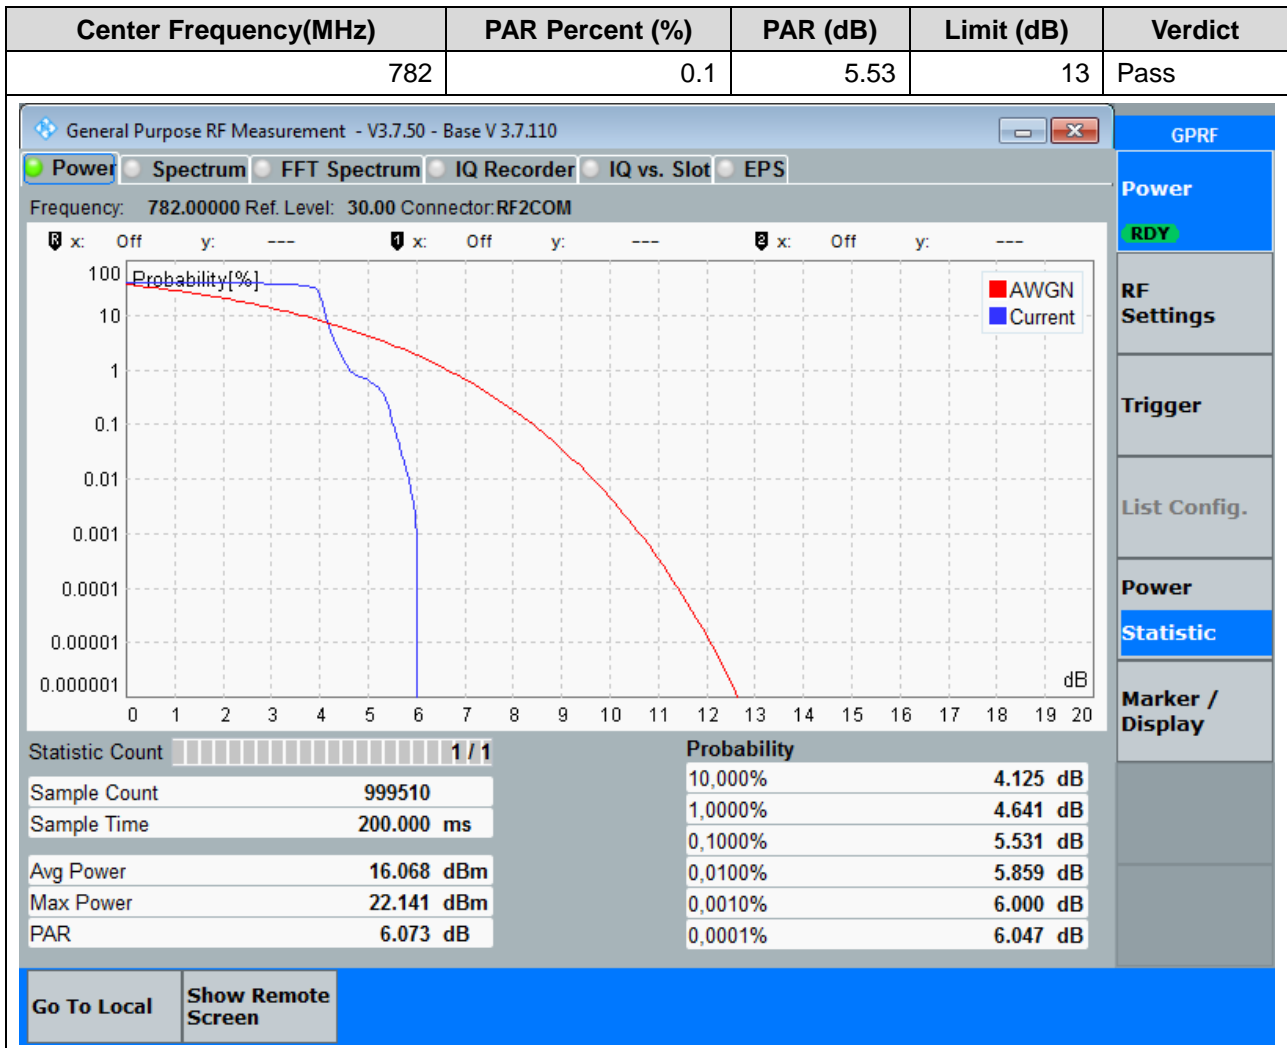 Center Frequency(MHz) PAR Percent (%) PAR (dB) Limit (dB) Verdict
782 0.1 5.53 13 Pass
General Purpose RF Measurement - V3.7.50 - Base V 3.7.110
GPRF
Power Spectrum FFT Spectrum IQ Recorder IQ vs. Slot EPS
Power
RDY
Frequency: 782.00000 Ref. Level: 30.00 Connector: RF2COM
R x: Off y: --- 1 x: Off y: --- 2 x: Off y: ---
Probability[%]
100
10
1
0.1
0.01
0.001
0.0001
0.00001
0.000001
AWGN
Current
dB
0 1 2 3 4 5 6 7 8 9 10 11 12 13 14 15 16 17 18 19 20
RF
Settings
Trigger
List Config.
Power
Statistic
Marker /
Display
Statistic Count 1 / 1
Sample Count 999510
Sample Time 200.000 ms
Avg Power 16.068 dBm
Max Power 22.141 dBm
PAR 6.073 dB
Probability
10,000% 4.125 dB
1,0000% 4.641 dB
0,1000% 5.531 dB
0,0100% 5.859 dB
0,0010% 6.000 dB
0,0001% 6.047 dB
Go To Local
Show Remote
Screen